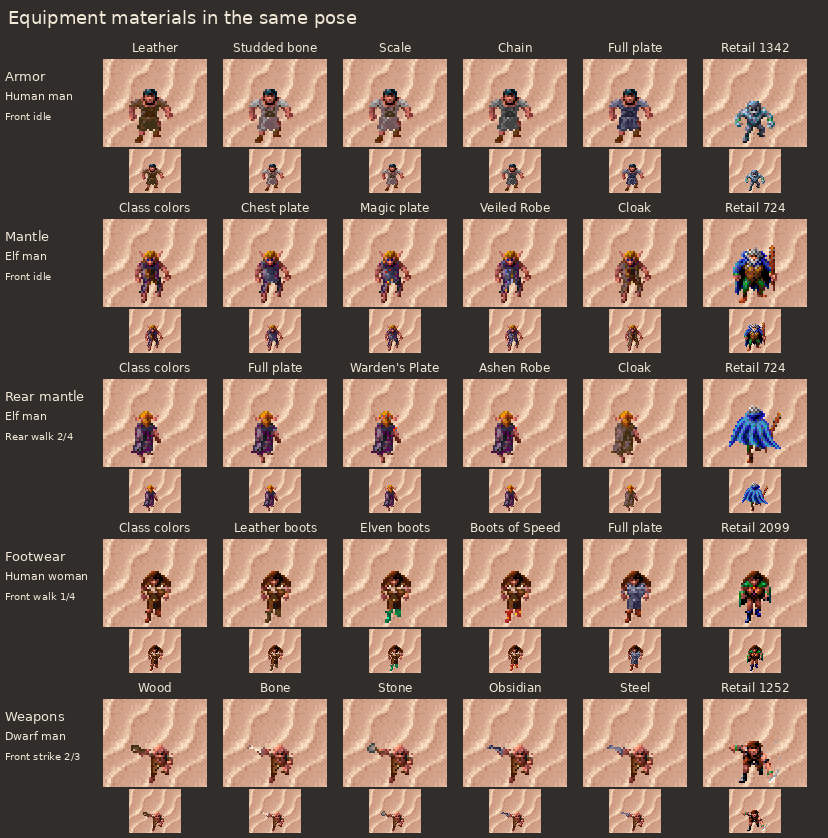 Equipment materials in the same pose
Leather Studded bone Scale Chain Full plate Retail 1342
Armor
Human man
Front idle
Class colors Chest plate Magic plate Veiled Robe Cloak Retail 724
Mantle
Elf man
Front idle
Class colors Full plate Warden's Plate Ashen Robe Cloak Retail 724
Rear mantle
Elf man
Rear walk 2/4
Class colors Leather boots Elven boots Boots of Speed Full plate Retail 2099
Footwear
Human woman
Front walk 1/4
Wood Bone Stone Obsidian Steel Retail 1252
Weapons
Dwarf man
Front strike 2/3